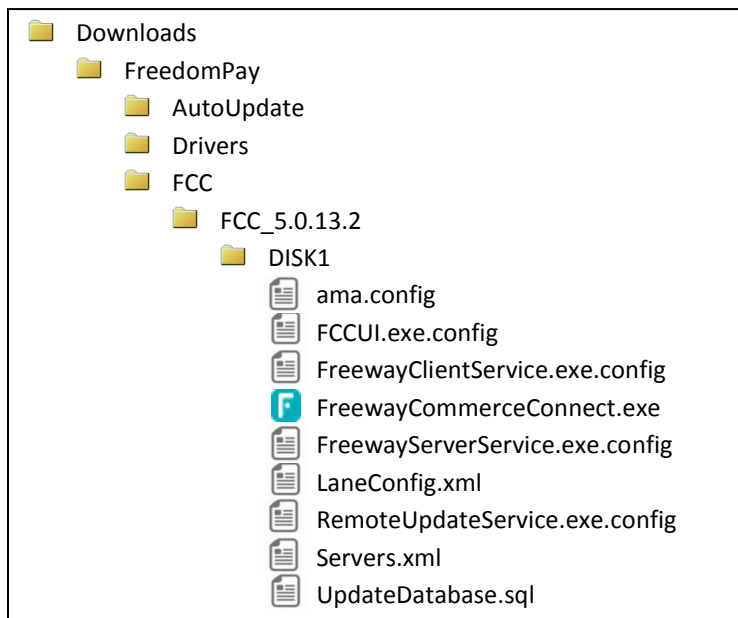 Downloads
FreedomPay
AutoUpdate
Drivers
FCC
FCC_5.0.13.2
DISK1
ama.config
FCCUI.exe.config
FreewayClientService.exe.config
FreewayCommerceConnect.exe
FreewayServerService.exe.config
LaneConfig.xml
RemoteUpdateService.exe.config
Servers.xml
UpdateDatabase.sql